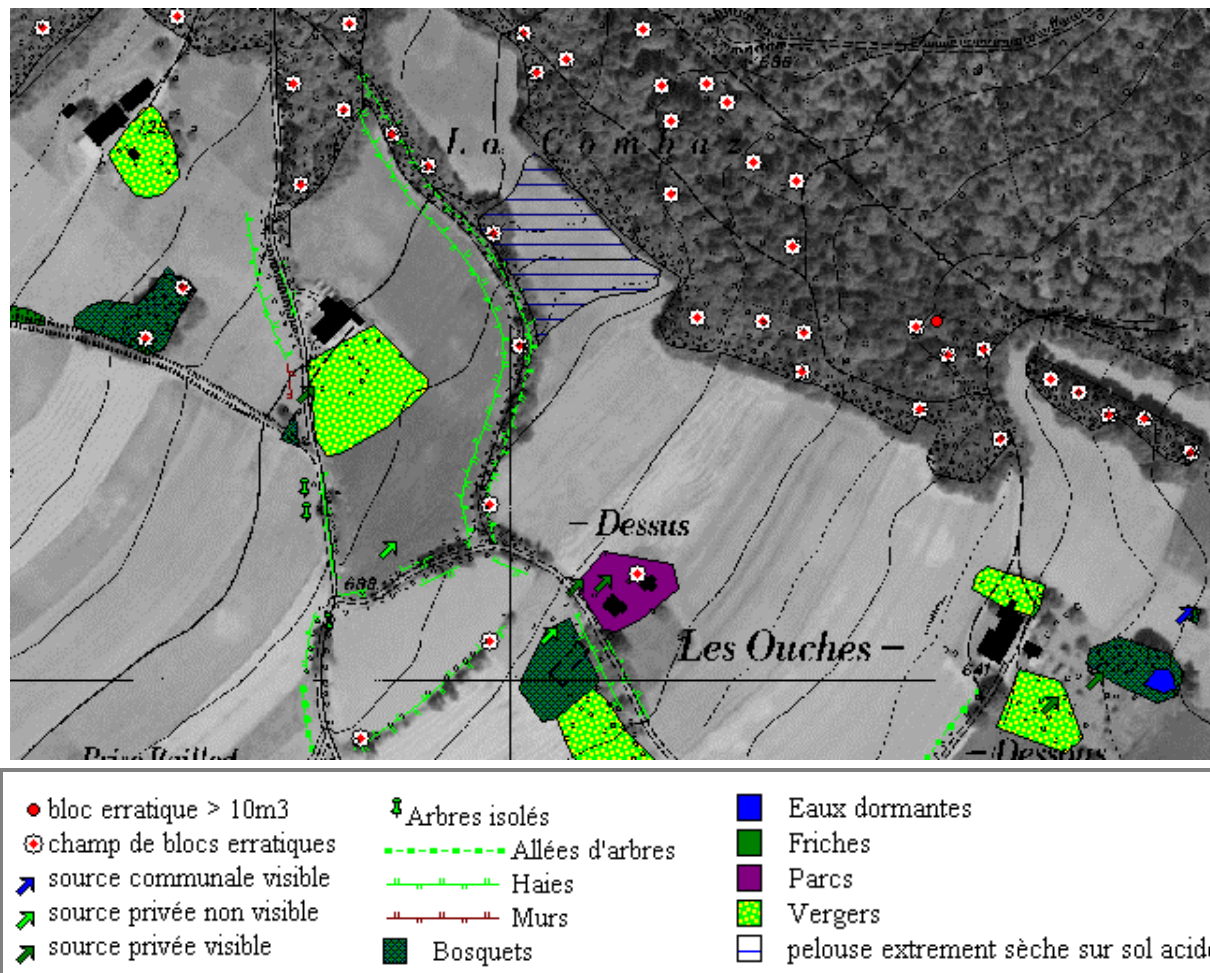 La Combaz
– Dessus
688
Les Ouches –
641
– Dessous
bloc erratique > 10m3
champ de blocs erratiques
source communale visible
source privée non visible
source privée visible
Arbres isolés
Allées d'arbres
Haies
Murs
Bosquets
Eaux dormantes
Friches
Parcs
Vergers
pelouse extrement sèche sur sol acide